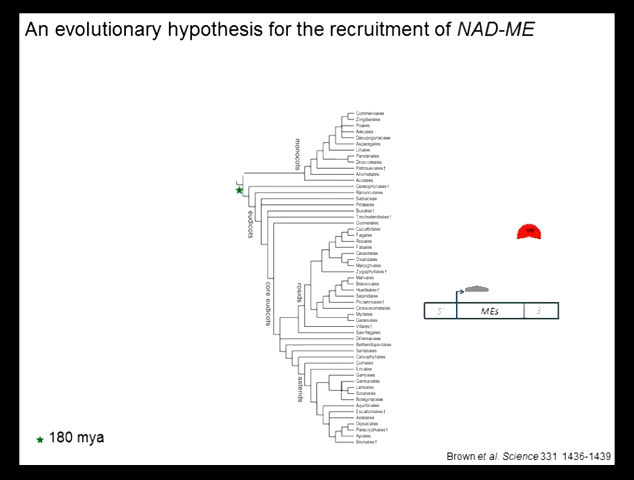 An evolutionary hypothesis for the recruitment of NAD-ME
Commelinales
Zingiberales
Poales
Arecales
Dasypogonaceae
Asparagales
Liliales
Pandanales
Dioscoreales
Petrosaviales†
Alismatales
Acorales
Ceratophyllales†
Ranunculales
Sabiaceae
Proteales
Buxales†
Trochodendrales†
Gunnerales
Cucurbitales
Fagales
Rosales
Fabales
Celastrales
Oxalidales
Malpighiales
Zygophyllales†
Malvales
Brassicales
Huerteales†
Sapindales
Picramniales†
Crossosomatales
Myrtales
Geraniales
Vitales†
Saxifragales
Dilleniaceae
Berberidopsidales
Santalales
Caryophyllales
Cornales
Ericales
Garryales
Gentianales
Lamiales
Solanales
Boraginaceae
Aquifoliales
Escalloniales†
Asterales
Dipsacales
Paracryphiales†
Apiales
Bruniales†
monocots
eudicots
core eudicots
rosids
asterids
5
MEs
3
180 mya
Brown et al. Science 331 1436-1439